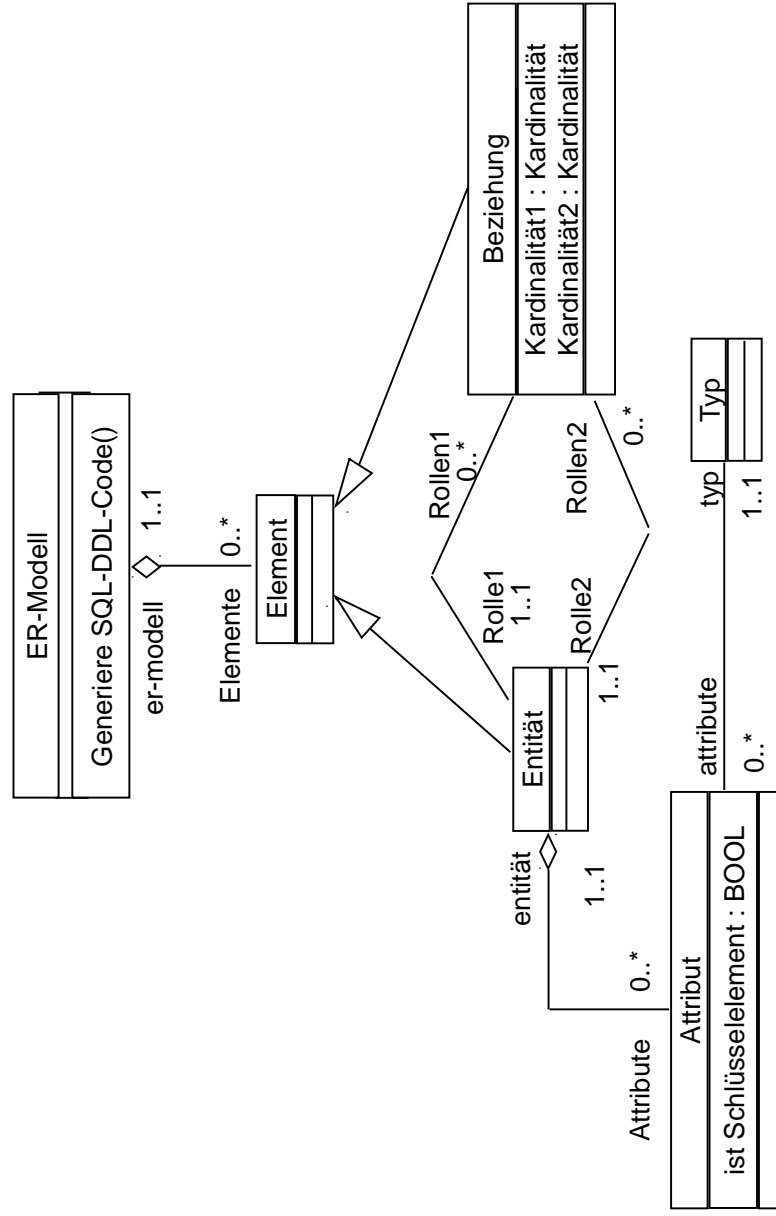 ER-Modell
Generiere SQL-DDL-Code()
er-modell
1..1
Elemente
0..*
Element
Beziehung
Kardinalität1 : Kardinalität
Kardinalität2 : Kardinalität
Rollen1
0..*
Rolle1
1..1
Entität
Rollen2
0..*
Rolle2
1..1
entität
1..1
Attribute
0..*
Attribut
ist Schlüsselelement : BOOL
attribute
0..*
typ
1..1
Typ